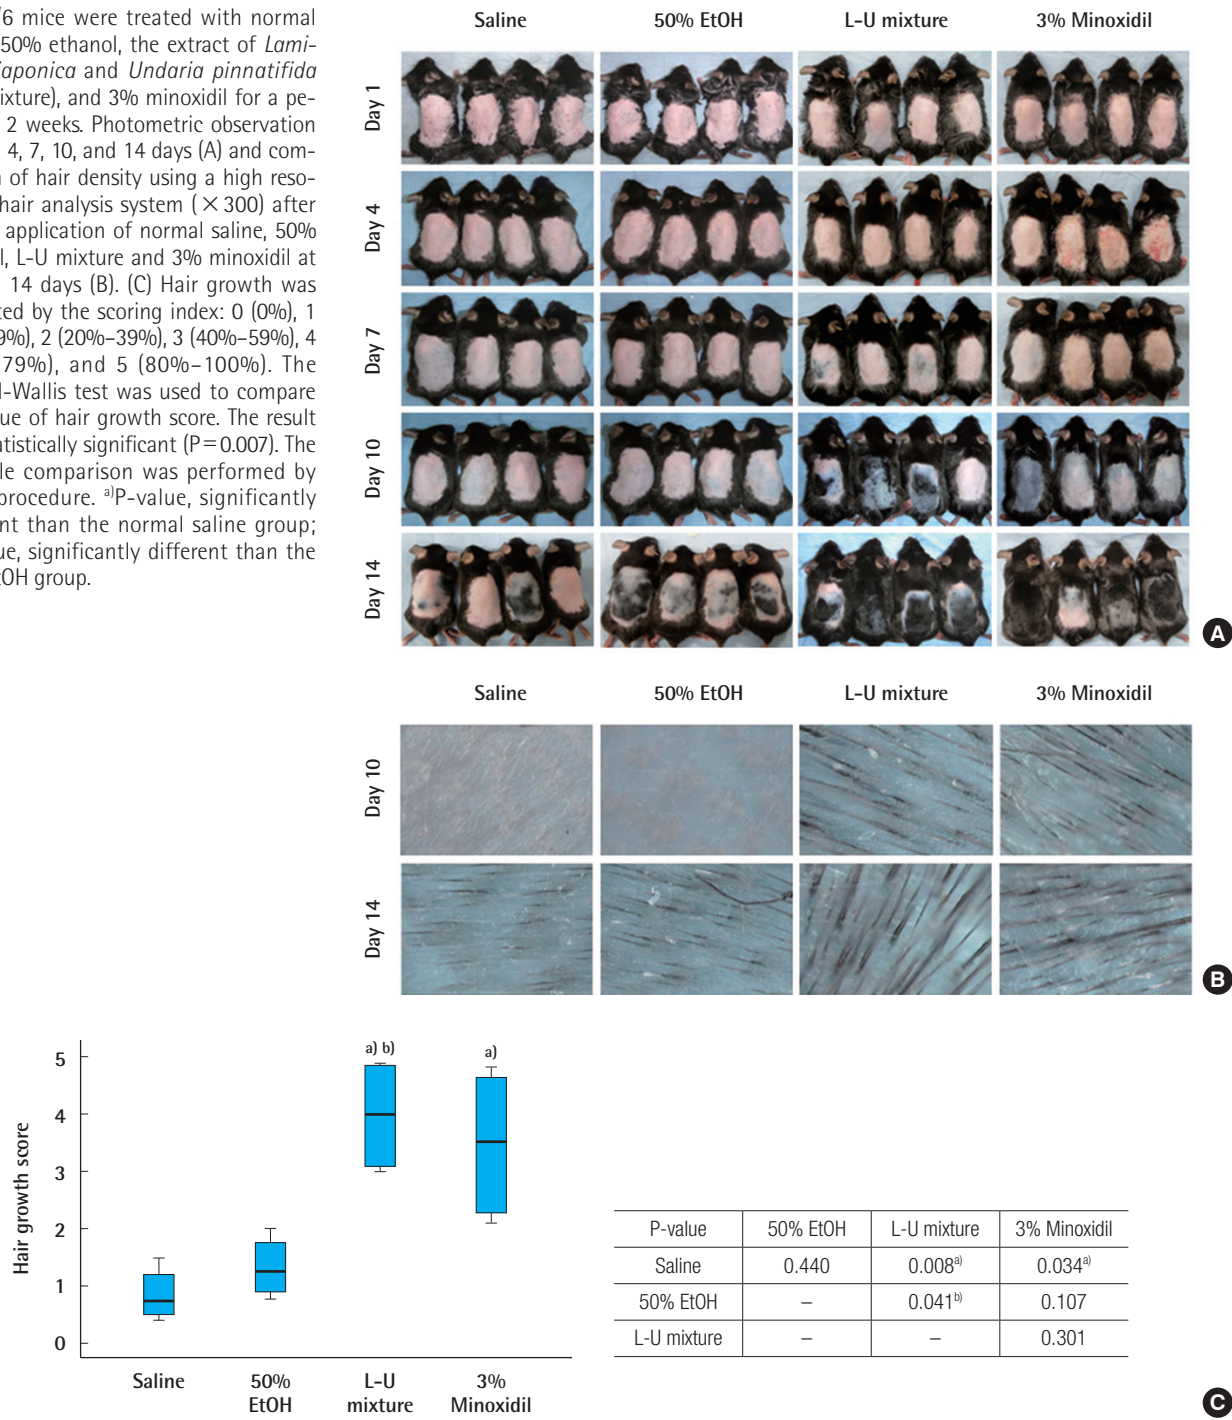 /6 mice were treated with normal
50% ethanol, the extract of Lami-
japonica and Undaria pinnatifida
ixture), and 3% minoxidil for a pe-
2 weeks. Photometric observation
4, 7, 10, and 14 days (A) and com-
n of hair density using a high reso-
hair analysis system (×300) after
application of normal saline, 50%
l, L-U mixture and 3% minoxidil at
14 days (B). (C) Hair growth was
ted by the scoring index: 0 (0%), 1
9%), 2 (20%–39%), 3 (40%–59%), 4
79%), and 5 (80%–100%). The
l-Wallis test was used to compare
ue of hair growth score. The result
tatistically significant (P=0.007). The
le comparison was performed by
procedure. a)P-value, significantly
nt than the normal saline group;
ue, significantly different than the
tOH group.
Saline 50% EtOH L-U mixture 3% Minoxidil
Day 1
Day 4
Day 7
Day 10
Day 14
A
Saline 50% EtOH L-U mixture 3% Minoxidil
Day 10
Day 14
B
Hair growth score
5
4
3
2
1
0
a) b)
a)
Saline 50% EtOH L-U mixture 3% Minoxidil
P-value 50% EtOH L-U mixture 3% Minoxidil
Saline 0.440 0.008a) 0.034a)
50% EtOH – 0.041b) 0.107
L-U mixture – – 0.301
C